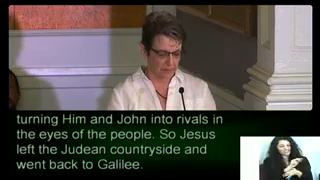 turning Him and John into rivals in
the eyes of the people. So Jesus
left the Judean countryside and
went back to Galilee.